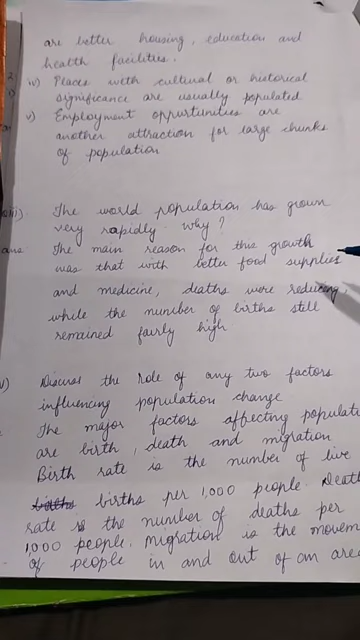 are better housing, education and
health facilities.
iv) Places with cultural or historical
significance are usually populated
v) Employment oppurtunities are
another attraction for large chunks
of population
The world population has grown
very rapidly. Why?
ans The main reason for this growth
was that with better food supplies
and medicine, deaths were reducing,
while the number of births still
remained fairly high
v) Discuss the role of any two factors
influencing population change
The major factors affecting populati
are birth, death and migration
Birth rate is the number of live
births per 1,000 people. Death
rate is the number of deaths per
1,000 people. Migration is the movem
of people in and out of an area